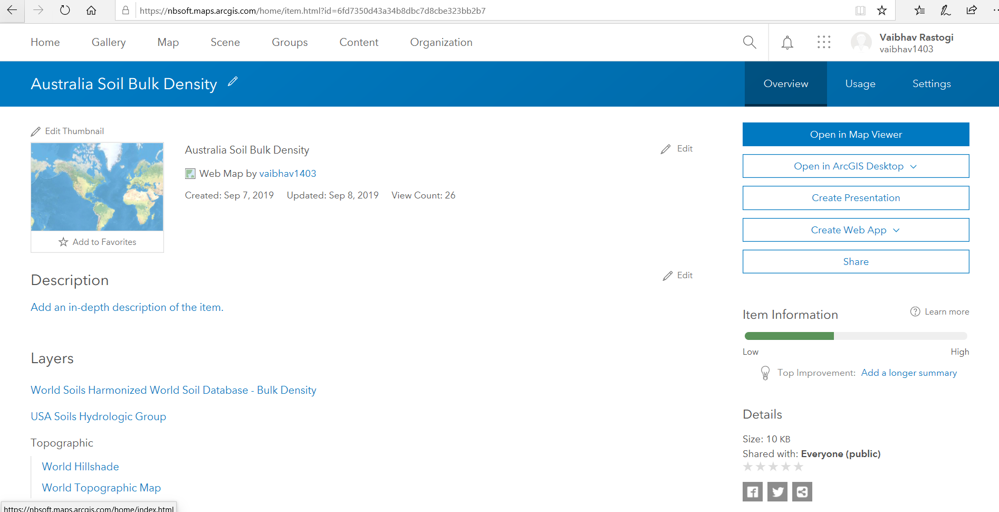 https://nbsoft.maps.arcgis.com/home/item.html?id=6fd7350d43a34b8dbc7d8cbe323bb2b7
Home Gallery Map Scene Groups Content Organization
Vaibhav Rastogi
vaibhav1403
Australia Soil Bulk Density
Overview Usage Settings
Edit Thumbnail
Add to Favorites
Australia Soil Bulk Density
Edit
Web Map by vaibhav1403
Created: Sep 7, 2019 Updated: Sep 8, 2019 View Count: 26
Description
Edit
Add an in-depth description of the item.
Layers
World Soils Harmonized World Soil Database - Bulk Density
USA Soils Hydrologic Group
Topographic
World Hillshade
World Topographic Map
Open in Map Viewer
Open in ArcGIS Desktop
Create Presentation
Create Web App
Share
Item Information
Learn more
Low High
Top Improvement: Add a longer summary
Details
Size: 10 KB
Shared with: Everyone (public)
https://nbsoft.maps.arcgis.com/home/index.html